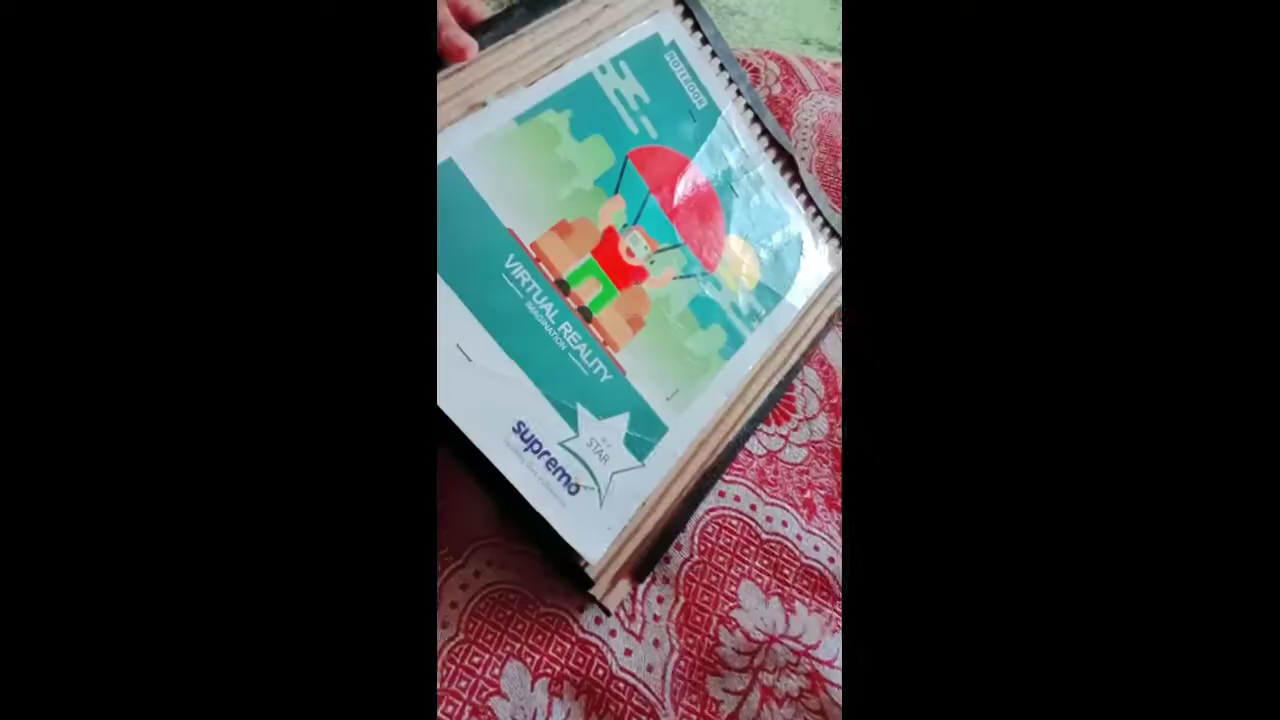 NOTEBOOK
VIRTUAL REALITY
IMAGINATION
STAR
supremo